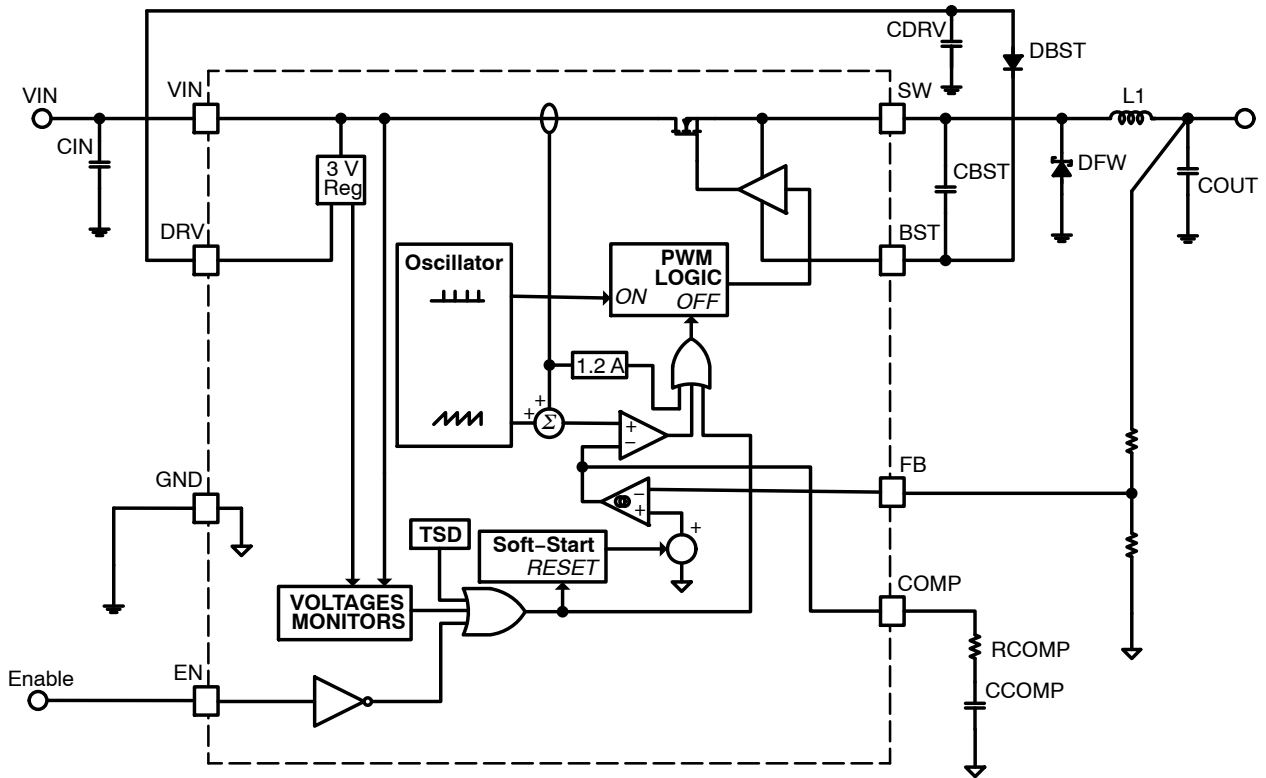 CDRV
DBST
VIN
VIN
SW
L1
CIN
3 V
Reg
CBST
DFW
COUT
DRV
BST
Oscillator
PWM
LOGIC
ON
OFF
1.2 A
+
+
Σ
+
−
GND
FB
−
+
+
TSD
Soft−Start
RESET
COMP
VOLTAGES
MONITORS
RCOMP
Enable
EN
CCOMP